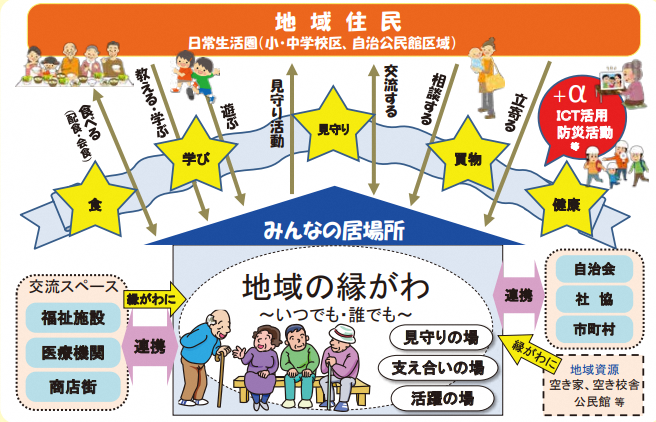 地域住民
日常生活圏(小・中学校区、自治公民館区域)
食べる
(配食・会食)
教える・学ぶ
遊ぶ
見守り活動
交流する
相談する
立寄る
+α
ICT活用
防災活動
等
食
学び
見守り
買物
健康
みんなの居場所
地域の縁がわ
~いつでも・誰でも~
見守りの場
支え合いの場
活躍の場
交流スペース
福祉施設
医療機関
商店街
縁がわに
連携
連携
自治会
社協
市町村
縁がわに
地域資源
空き家、空き校舎
公民館 等